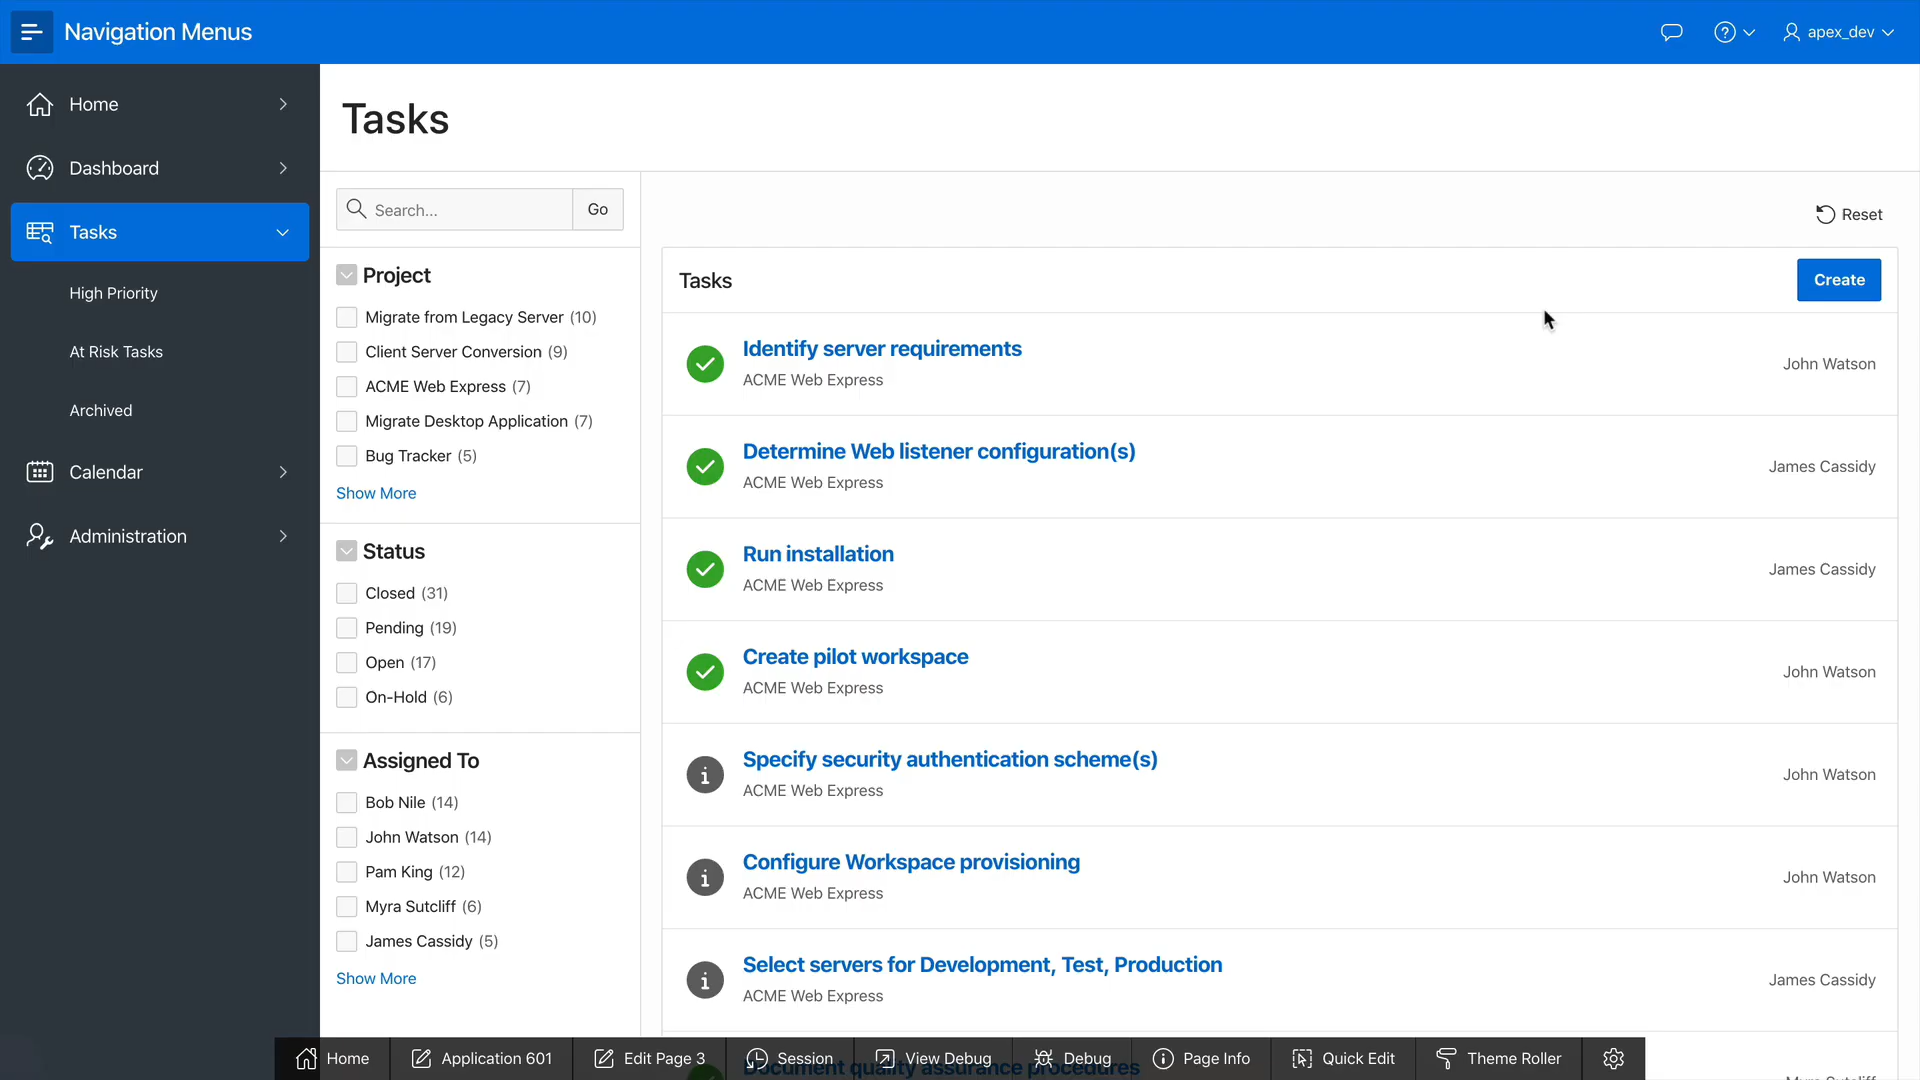 Navigation Menus
apex_dev
Home
Dashboard
Tasks
High Priority
At Risk Tasks
Archived
Calendar
Administration
Tasks
Search...
Go
Reset
Project
Migrate from Legacy Server (10)
Client Server Conversion (9)
ACME Web Express (7)
Migrate Desktop Application (7)
Bug Tracker (5)
Show More
Status
Closed (31)
Pending (19)
Open (17)
On-Hold (6)
Assigned To
Bob Nile (14)
John Watson (14)
Pam King (12)
Myra Sutcliff (6)
James Cassidy (5)
Show More
Tasks
Create
Identify server requirements
ACME Web Express
John Watson
Determine Web listener configuration(s)
ACME Web Express
James Cassidy
Run installation
ACME Web Express
James Cassidy
Create pilot workspace
ACME Web Express
John Watson
Specify security authentication scheme(s)
ACME Web Express
John Watson
Configure Workspace provisioning
ACME Web Express
John Watson
Select servers for Development, Test, Production
ACME Web Express
James Cassidy
Document quality assurance procedures
Myra Sutcliff
Home
Application 601
Edit Page 3
Session
View Debug
Debug
Page Info
Quick Edit
Theme Roller